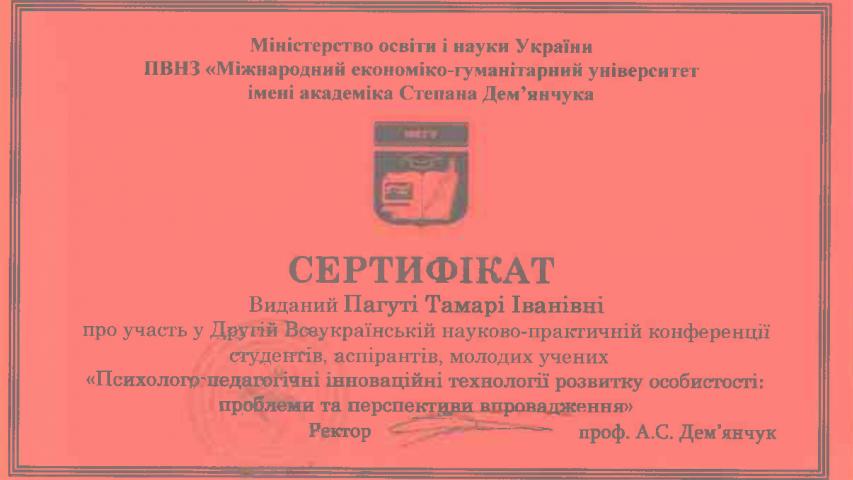 Міністерство освіти і науки України
ПВНЗ «Міжнародний економіко-гуманітарний університет
імені академіка Степана Дем’янчука
МЕГУ
СЕРТИФІКАТ
Виданий Пагуті Тамарі Іванівні
про участь у Другій Всеукраїнській науково-практичній конференції
студентів, аспірантів, молодих учених
«Психолого-педагогічні інноваційні технології розвитку особистості:
проблеми та перспективи впровадження»
Ректор проф. А.С. Дем’янчук